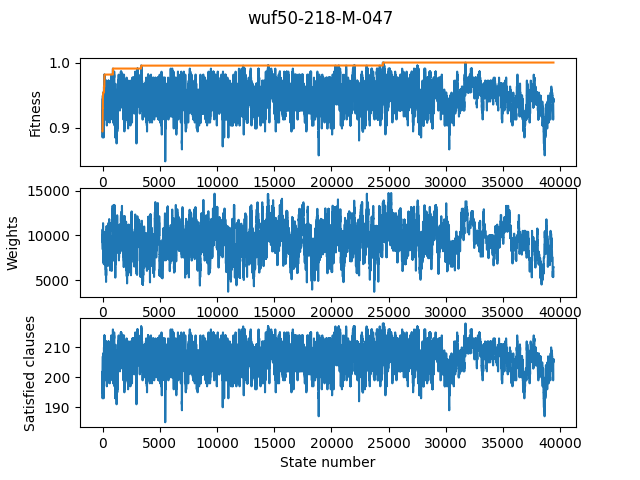 wuf50-218-M-047
1.0
0.9
Fitness
0 5000 10000 15000 20000 25000 30000 35000 40000
15000
10000
5000
Weights
0 5000 10000 15000 20000 25000 30000 35000 40000
210
200
190
Satisfied clauses
0 5000 10000 15000 20000 25000 30000 35000 40000
State number